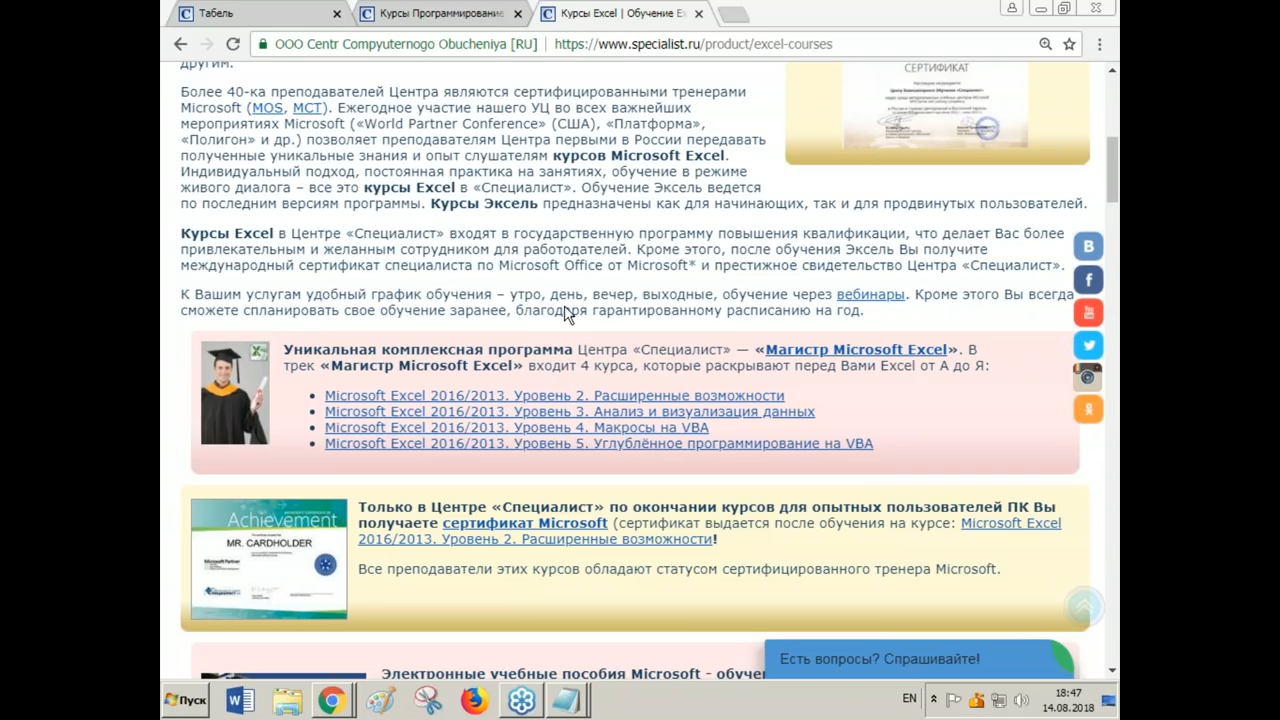 Табель
Курсы Программирование
Курсы Excel | Обучение Ex
OOO Centr Compyuternogo Obucheniya [RU] | https://www.specialist.ru/product/excel-courses
другим.
СЕРТИФИКАТ
Более 40-ка преподавателей Центра являются сертифицированными тренерами
Microsoft (MCT, MCT). Ежегодное участие нашего УЦ во всех важнейших
мероприятиях Microsoft («World Partner Conference» (США), «Платформа»,
«Полигон» и др.) позволяет преподавателям Центра первыми в России передавать
полученные уникальные знания и опыт слушателям курсов Microsoft Excel.
Индивидуальный подход, постоянная практика на занятиях, обучение в режиме
живого диалога – все это курсы Excel в «Специалист». Обучение Эксель ведется
по последним версиям программы. Курсы Эксель предназначены как для начинающих, так и для продвинутых пользователей.
Курсы Excel в Центре «Специалист» входят в государственную программу повышения квалификации, что делает Вас более
привлекательным и желанным сотрудником для работодателей. Кроме этого, после обучения Эксель Вы получите
международный сертификат специалиста по Microsoft Office от Microsoft* и престижное свидетельство Центра «Специалист».
К Вашим услугам удобный график обучения – утро, день, вечер, выходные, обучение через вебинары. Кроме этого Вы всегда
сможете спланировать свое обучение заранее, благодаря гарантированному расписанию на год.
Уникальная комплексная программа Центра «Специалист» — «Магистр Microsoft Excel». В
трек «Магистр Microsoft Excel» входит 4 курса, которые раскрывают перед Вами Excel от А до Я:
• Microsoft Excel 2016/2013. Уровень 2. Расширенные возможности
• Microsoft Excel 2016/2013. Уровень 3. Анализ и визуализация данных
• Microsoft Excel 2016/2013. Уровень 4. Макросы на VBA
• Microsoft Excel 2016/2013. Уровень 5. Углублённое программирование на VBA
Achievement
MR. CARDHOLDER
Только в Центре «Специалист» по окончании курсов для опытных пользователей ПК Вы
получаете сертификат Microsoft (сертификат выдается после обучения на курсе: Microsoft Excel
2016/2013. Уровень 2. Расширенные возможности!
Все преподаватели этих курсов обладают статусом сертифицированного тренера Microsoft.
Электронные учебные пособия Microsoft - обуче
Есть вопросы? Спрашивайте!
Пуск
EN
18:47
14.08.2018